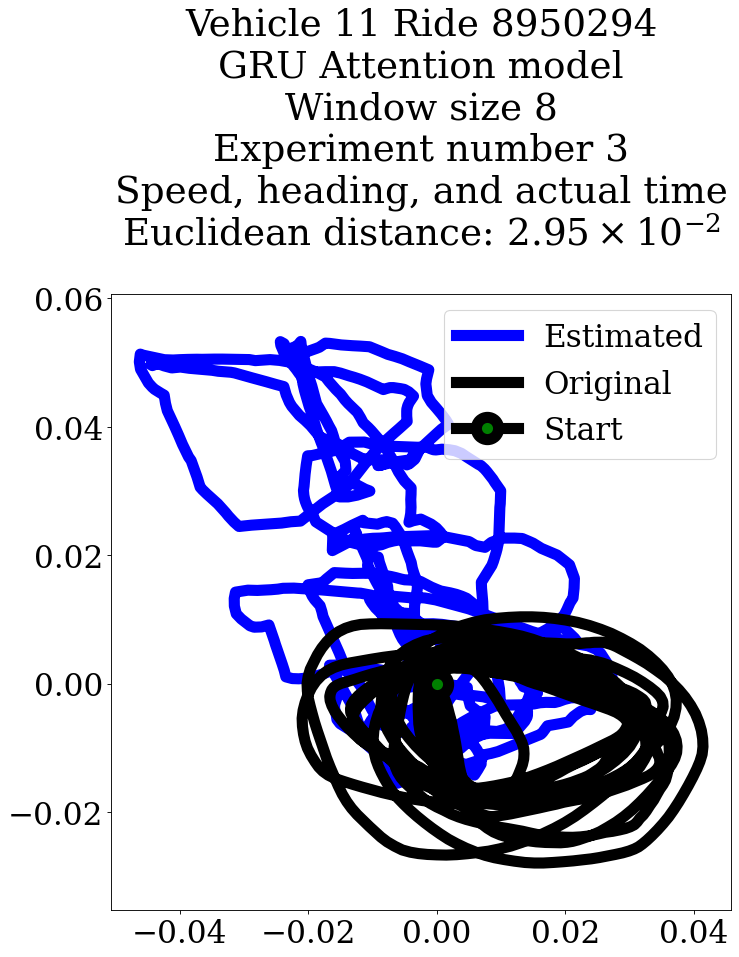 Vehicle 11 Ride 8950294
GRU Attention model
Window size 8
Experiment number 3
Speed, heading, and actual time
Euclidean distance: 2.95 × 10⁻²
Estimated
Original
Start
0.06
0.04
0.02
0.00
−0.02
−0.04
−0.02
0.00
0.02
0.04